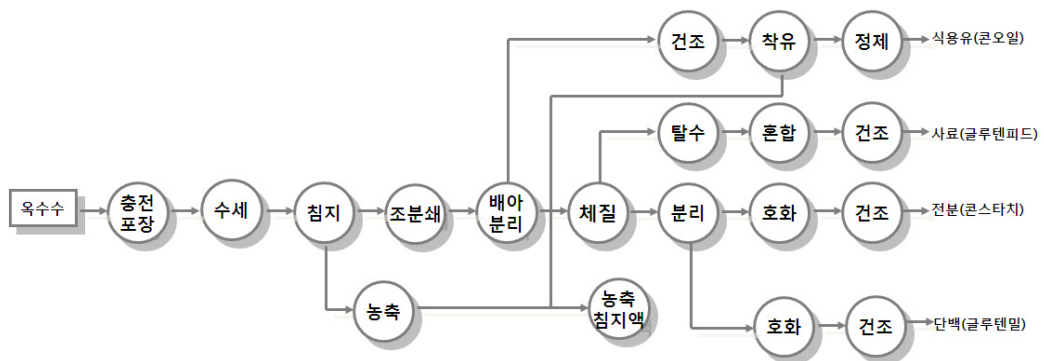 건조
착유
정제
식용유(콘오일)
탈수
혼합
건조
사료(글루텐피드)
옥수수
충전
포장
수세
침지
조분쇄
배아
분리
체질
분리
호화
건조
전분(콘스타치)
농축
농축
침지액
호화
건조
단백(글루텐밀)